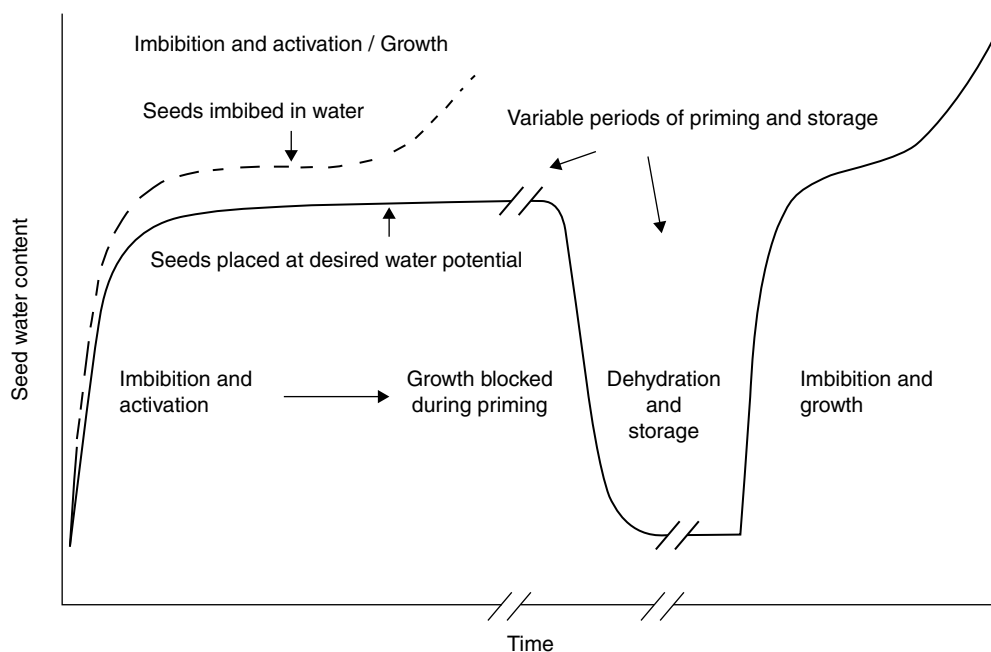 Imbibition and activation / Growth
Seeds imbibed in water
Variable periods of priming and storage
Seeds placed at desired water potential
Seed water content
Imbibition and
activation
Growth blocked
during priming
Dehydration
and
storage
Imbibition and
growth
Time